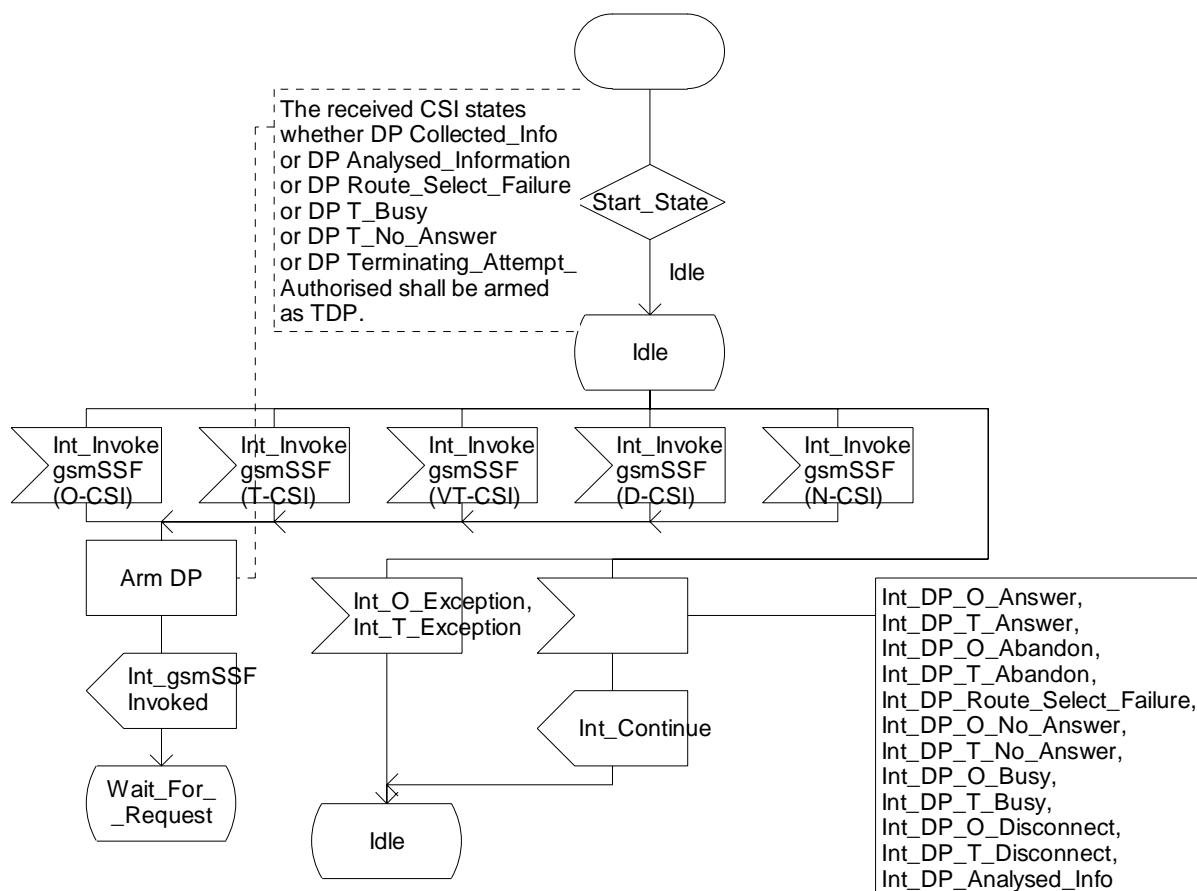 The received CSI states
whether DP Collected_Info
or DP Analysed_Information
or DP Route_Select_Failure
or DP T_Busy
or DP T_No_Answer
or DP Terminating_Attempt_
Authorised shall be armed
as TDP.
Start_State
Idle
Idle
Int_Invoke
gsmSSF
(O-CSI)
Int_Invoke
gsmSSF
(T-CSI)
Int_Invoke
gsmSSF
(VT-CSI)
Int_Invoke
gsmSSF
(D-CSI)
Int_Invoke
gsmSSF
(N-CSI)
Arm DP
Int_O_Exception,
Int_T_Exception
Int_gsmSSF
Invoked
Int_Continue
Wait_For_
_Request
Idle
Int_DP_O_Answer,
Int_DP_T_Answer,
Int_DP_O_Abandon,
Int_DP_T_Abandon,
Int_DP_Route_Select_Failure,
Int_DP_O_No_Answer,
Int_DP_T_No_Answer,
Int_DP_O_Busy,
Int_DP_T_Busy,
Int_DP_O_Disconnect,
Int_DP_T_Disconnect,
Int_DP_Analysed_Info